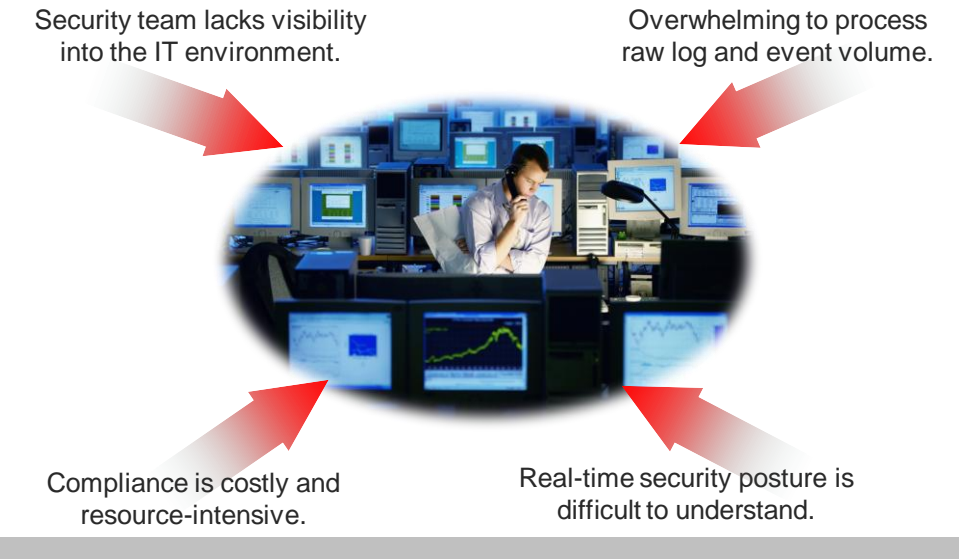 Security team lacks visibility
into the IT environment.
Overwhelming to process
raw log and event volume.
Compliance is costly and
resource-intensive.
Real-time security posture is
difficult to understand.